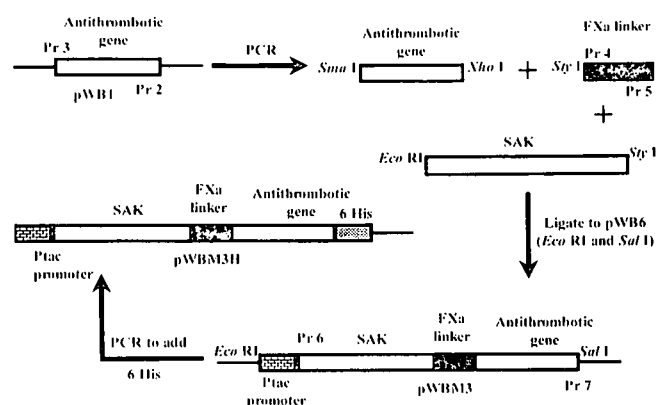 Antithrombotic
gene
Pr 3
pWB1
Pr 2
PCR
Antithrombotic
gene
Sma I
Xho I
+
FXa linker
Pr 4
Sty I
Pr 5
+
SAK
Eco RI
Sty I
Ligate to pWB6
(Eco RI and Sal I)
SAK
FXa
linker
Antithrombotic
gene
6 His
Ptac
promoter
pWBM3H
PCR to add
6 His
Eco RI
Pr 6
SAK
FXa
linker
Antithrombotic
gene
Sal I
Ptac
promoter
pWBM3
Pr 7